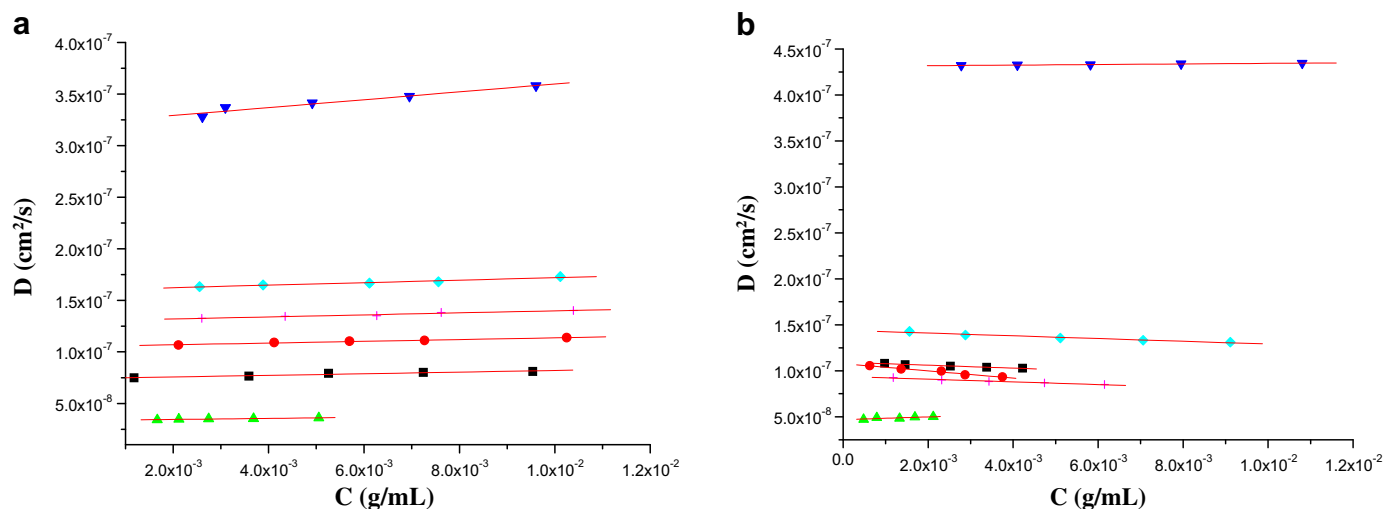 a
4.0x10⁻⁷
3.5x10⁻⁷
3.0x10⁻⁷
2.5x10⁻⁷
2.0x10⁻⁷
1.5x10⁻⁷
1.0x10⁻⁷
5.0x10⁻⁸
D (cm²/s)
2.0x10⁻³
4.0x10⁻³
6.0x10⁻³
8.0x10⁻³
1.0x10⁻²
1.2x10⁻²
C (g/mL)
b
4.5x10⁻⁷
4.0x10⁻⁷
3.5x10⁻⁷
3.0x10⁻⁷
2.5x10⁻⁷
2.0x10⁻⁷
1.5x10⁻⁷
1.0x10⁻⁷
5.0x10⁻⁸
D (cm²/s)
0.0
2.0x10⁻³
4.0x10⁻³
6.0x10⁻³
8.0x10⁻³
1.0x10⁻²
1.2x10⁻²
C (g/mL)